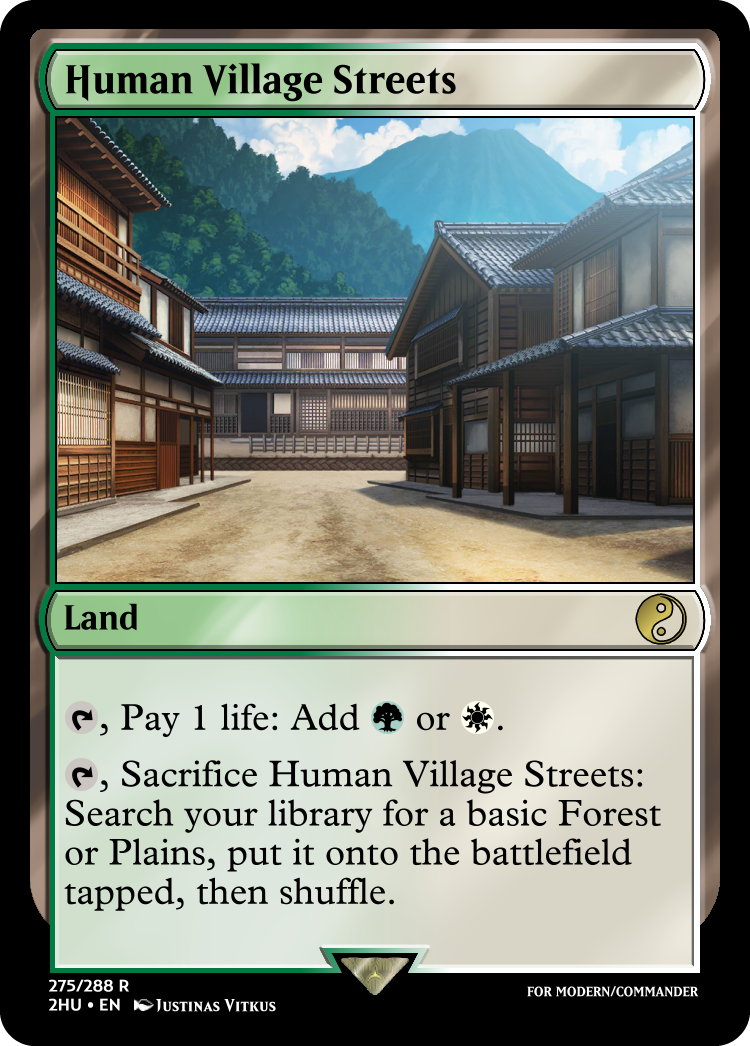 Human Village Streets
Land
, Pay 1 life: Add or .
, Sacrifice Human Village Streets:
Search your library for a basic Forest
or Plains, put it onto the battlefield
tapped, then shuffle.
275/288 R
2HU • EN Justinas Vitkus
FOR MODERN/COMMANDER